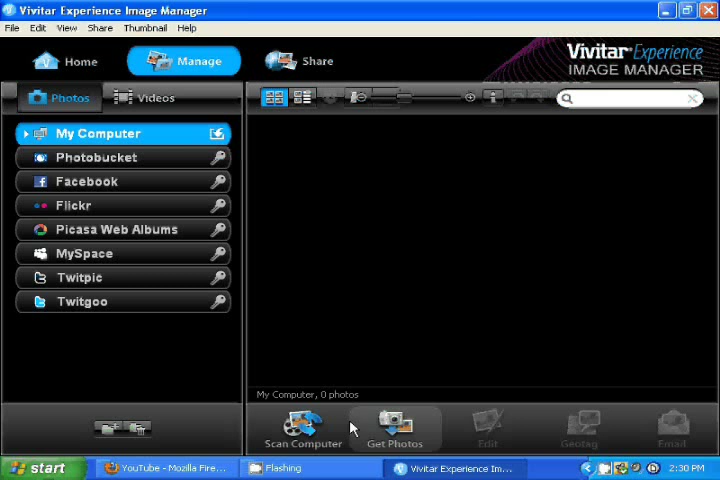 Vivitar Experience Image Manager
File Edit View Share Thumbnail Help
Home Manage Share
Vivitar Experience
IMAGE MANAGER
Photos Videos
My Computer
Photobucket
Facebook
Flickr
Picasa Web Albums
MySpace
Twitpic
Twitgoo
My Computer, 0 photos
Scan Computer Get Photos Edit Geotag Email
start YouTube - Mozilla Fire... Flashing Vivitar Experience Im... 2:30 PM